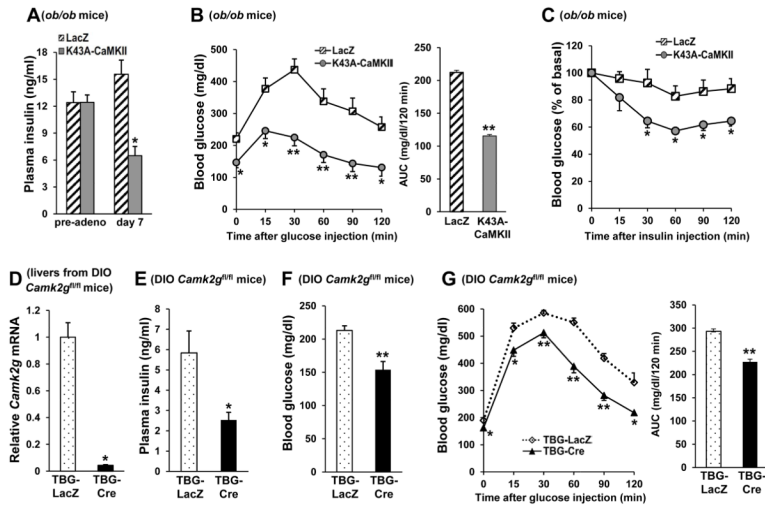 A (ob/ob mice)
LacZ
K43A-CaMKII
Plasma insulin (ng/ml)
18
15
12
9
6
3
0
*
pre-adeno day 7
B (ob/ob mice)
LacZ
K43A-CaMKII
Blood glucose (mg/dl)
500
400
300
200
100
0
* * ** ** ** *
0 15 30 60 90 120
Time after glucose injection (min)
AUC (mg/dl/120 min)
250
200
150
100
50
0
**
LacZ K43A-
CaMKII
C (ob/ob mice)
LacZ
K43A-CaMKII
Blood glucose (% of basal)
120
100
80
60
40
20
0
* * * *
0 15 30 60 90 120
Time after insulin injection (min)
D (livers from DIO
Camk2gfl/fl mice)
Relative Camk2g mRNA
1.2
1
0.8
0.6
0.4
0.2
0
*
TBG- TBG-
LacZ Cre
E (DIO Camk2gfl/fl mice)
Plasma insulin (ng/ml)
8
7
6
5
4
3
2
1
0
*
TBG- TBG-
LacZ Cre
F (DIO Camk2gfl/fl mice)
Blood glucose (mg/dl)
250
200
150
100
50
0
**
TBG- TBG-
LacZ Cre
G (DIO Camk2gfl/fl mice)
Blood glucose (mg/dl)
600
500
400
300
200
100
0
* * ** ** ** *
TBG-LacZ
TBG-Cre
0 15 30 60 90 120
Time after glucose injection (min)
AUC (mg/dl/120 min)
350
300
250
200
150
100
50
0
**
TBG- TBG-
LacZ Cre